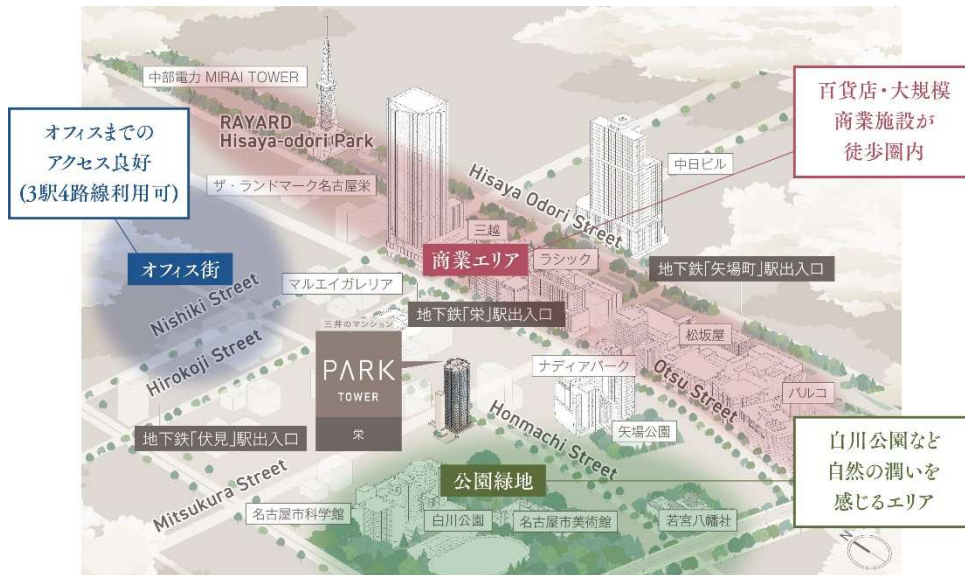 中部電力 MIRAI TOWER
RAYARD
Hisaya-odori Park
百貨店・大規模
商業施設が
徒歩圏内
オフィスまでの
アクセス良好
(3駅4路線利用可)
ザ・ランドマーク名古屋栄
Hisaya Odori Street
中日ビル
三越
商業エリア
ラシック
オフィス街
地下鉄「矢場町」駅出入口
マルエイガレリア
地下鉄「栄」駅出入口
Nishiki Street
三井のマンション
PARK
TOWER
栄
松坂屋
Hirokoji Street
ナディアパーク
Otsu Street
パルコ
地下鉄「伏見」駅出入口
Honmachi Street
矢場公園
白川公園など
自然の潤いを
感じるエリア
公園緑地
Mitsukura Street
名古屋市科学館
白川公園
名古屋市美術館
若宮八幡社
N